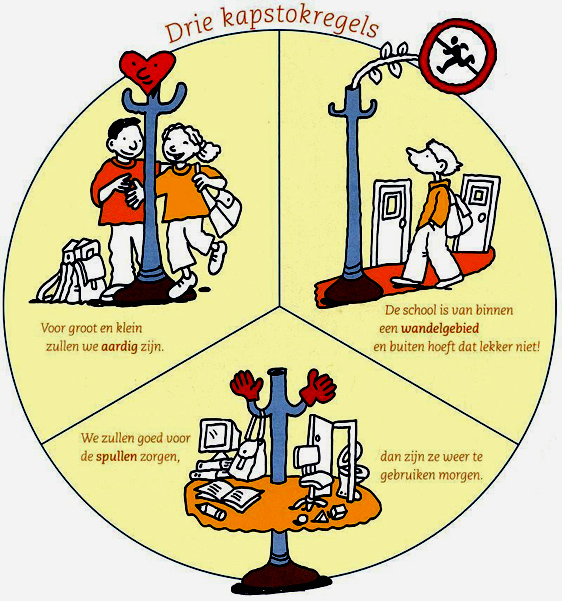 Drie kapstokregels
Voor groot en klein
zullen we aardig zijn.
De school is van binnen
een wandelgebied
en buiten hoeft dat lekker niet!
We zullen goed voor
de spullen zorgen,
dan zijn ze weer te
gebruiken morgen.